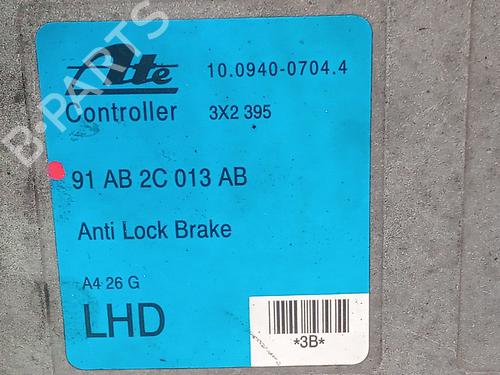 Ate 10.0940-0704.4
Controller 3X2 395
91 AB 2C 013 AB
Anti Lock Brake
A4 26 G
LHD
*3B*
B-PARTS